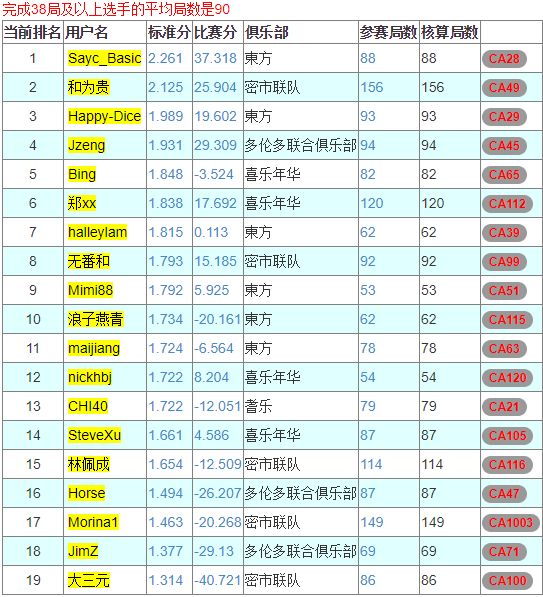 完成38局及以上选手的平均局数是90
当前排名 用户名 标准分 比赛分 俱乐部 参赛局数 核算局数
1 Sayc_Basic 2.261 37.318 東方 88 88 CA28
2 和为贵 2.125 25.904 密市联队 156 156 CA49
3 Happy-Dice 1.989 19.602 東方 93 93 CA29
4 Jzeng 1.931 29.309 多伦多联合俱乐部 94 94 CA45
5 Bing 1.848 -3.524 喜乐年华 82 82 CA65
6 郑xx 1.838 17.692 喜乐年华 120 120 CA112
7 halleylam 1.815 0.113 東方 62 62 CA39
8 无番和 1.793 15.185 密市联队 92 92 CA99
9 Mimi88 1.792 5.925 東方 53 53 CA51
10 浪子燕青 1.734 -20.161 東方 62 62 CA115
11 maijiang 1.724 -6.564 東方 78 78 CA63
12 nickhbj 1.722 8.204 喜乐年华 54 54 CA120
13 CHI40 1.722 -12.051 耆乐 79 79 CA21
14 SteveXu 1.661 4.586 喜乐年华 87 87 CA105
15 林佩成 1.654 -12.509 密市联队 114 114 CA116
16 Horse 1.494 -26.207 多伦多联合俱乐部 87 87 CA47
17 Morina1 1.463 -20.268 密市联队 149 149 CA1003
18 JimZ 1.377 -29.13 多伦多联合俱乐部 69 69 CA71
19 大三元 1.314 -40.721 密市联队 86 86 CA100